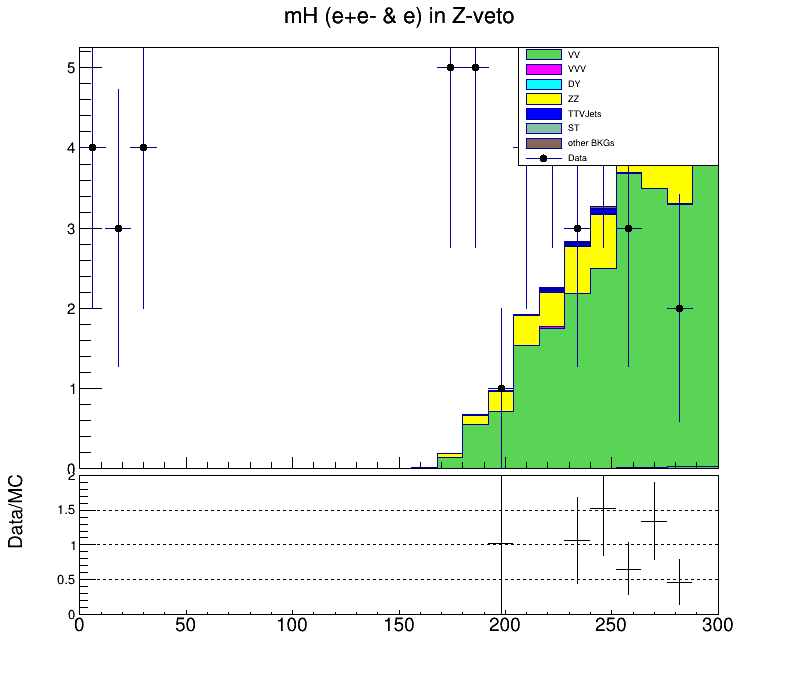 mH (e+e- & e) in Z-veto
5
4
3
2
1
0
VV
VVV
DY
ZZ
TTVJets
ST
other BKGs
Data
Data/MC
2
1.5
1
0.5
0
0 50 100 150 200 250 300